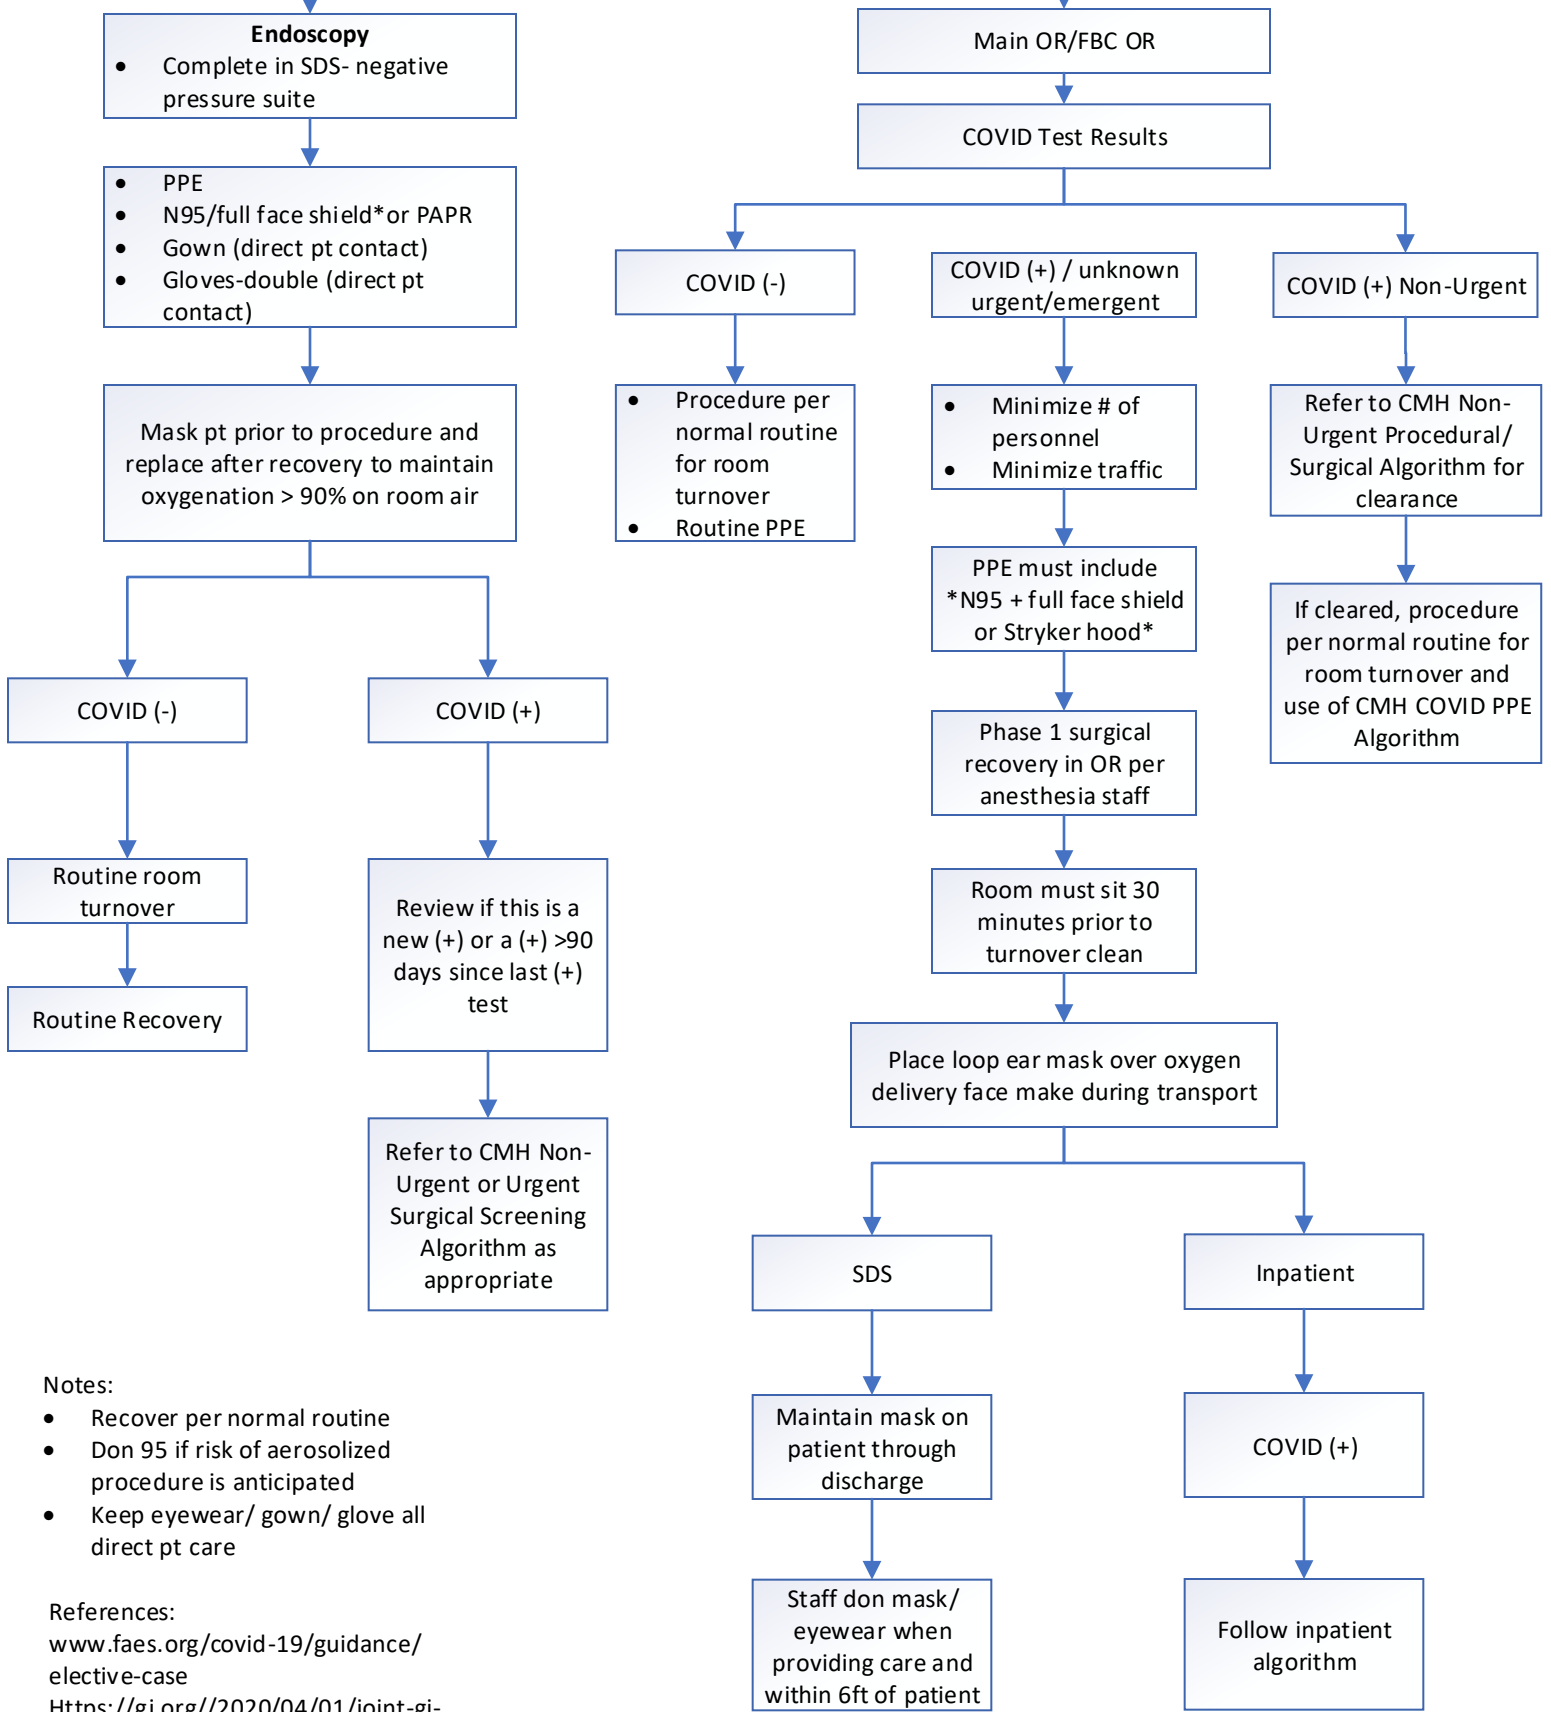 Endoscopy
• Complete in SDS- negative
pressure suite
• PPE
• N95/full face shield*or PAPR
• Gown (direct pt contact)
• Gloves-double (direct pt
contact)
Mask pt prior to procedure and
replace after recovery to maintain
oxygenation > 90% on room air
COVID (-)
Routine room
turnover
Routine Recovery
COVID (+)
Review if this is a
new (+) or a (+) >90
days since last (+)
test
Refer to CMH Non-
Urgent or Urgent
Surgical Screening
Algorithm as
appropriate
Notes:
• Recover per normal routine
• Don 95 if risk of aerosolized
procedure is anticipated
• Keep eyewear/ gown/ glove all
direct pt care
References:
www.faes.org/covid-19/guidance/
elective-case
Https://gi.org//2020/04/01/joint-gi-
Main OR/FBC OR
COVID Test Results
COVID (-)
• Procedure per
normal routine
for room
turnover
• Routine PPE
COVID (+) / unknown
urgent/emergent
• Minimize # of
personnel
• Minimize traffic
PPE must include
*N95 + full face shield
or Stryker hood*
Phase 1 surgical
recovery in OR per
anesthesia staff
Room must sit 30
minutes prior to
turnover clean
Place loop ear mask over oxygen
delivery face make during transport
SDS
Maintain mask on
patient through
discharge
Staff don mask/
eyewear when
providing care and
within 6ft of patient
Inpatient
COVID (+)
Follow inpatient
algorithm
COVID (+) Non-Urgent
Refer to CMH Non-
Urgent Procedural/
Surgical Algorithm for
clearance
If cleared, procedure
per normal routine for
room turnover and
use of CMH COVID PPE
Algorithm